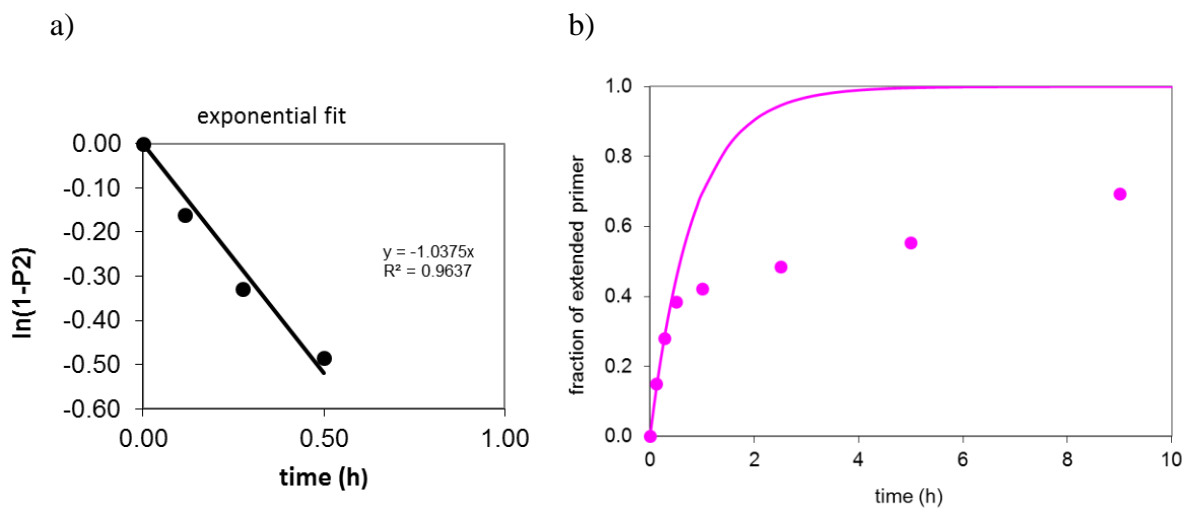 a)
exponential fit
0.00
-0.10
-0.20
-0.30
-0.40
-0.50
-0.60
ln(1-P2)
y = -1.0375x
R² = 0.9637
0.00 0.50 1.00
time (h)
b)
1.0
0.8
0.6
0.4
0.2
0.0
fraction of extended primer
0 2 4 6 8 10
time (h)